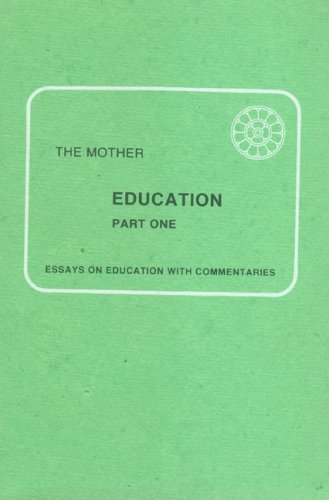 THE MOTHER
EDUCATION
PART ONE
ESSAYS ON EDUCATION WITH COMMENTARIES